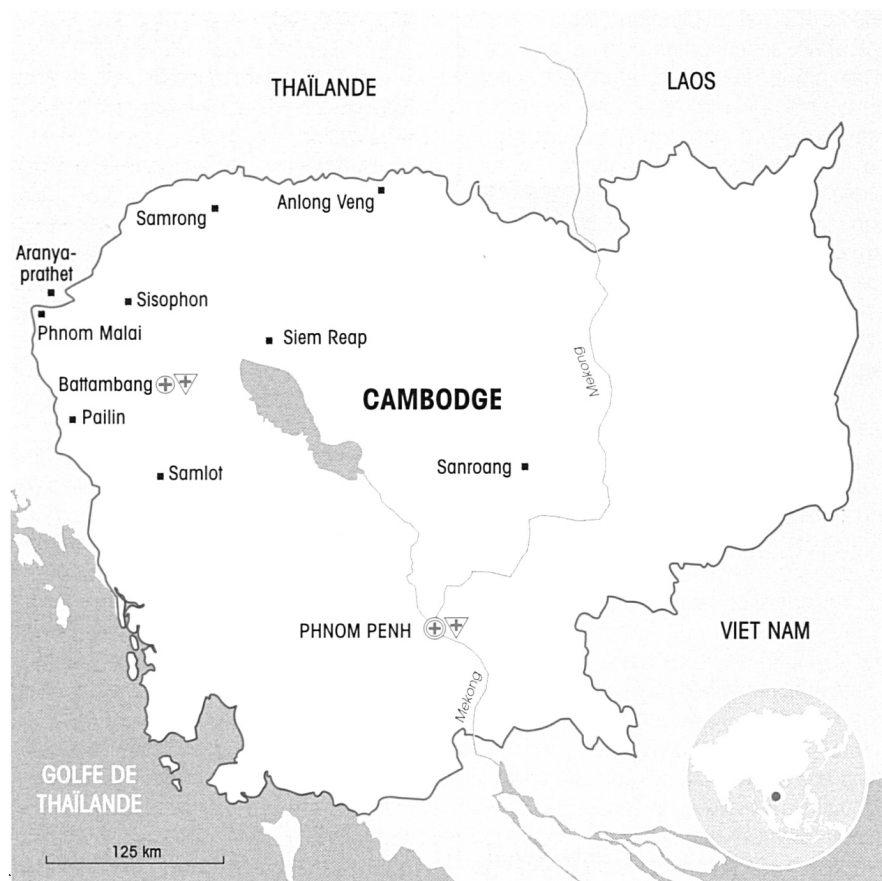 THAÏLANDE
LAOS
Anlong Veng
Samrong
Aranya-
prathet
Sisophon
Phnom Malai
Siem Reap
Mekong
Battambang
CAMBODGE
Pailin
Sanroang
Samlot
PHNOM PENH
VIET NAM
Mekong
GOLFE DE
THAÏLANDE
125 km